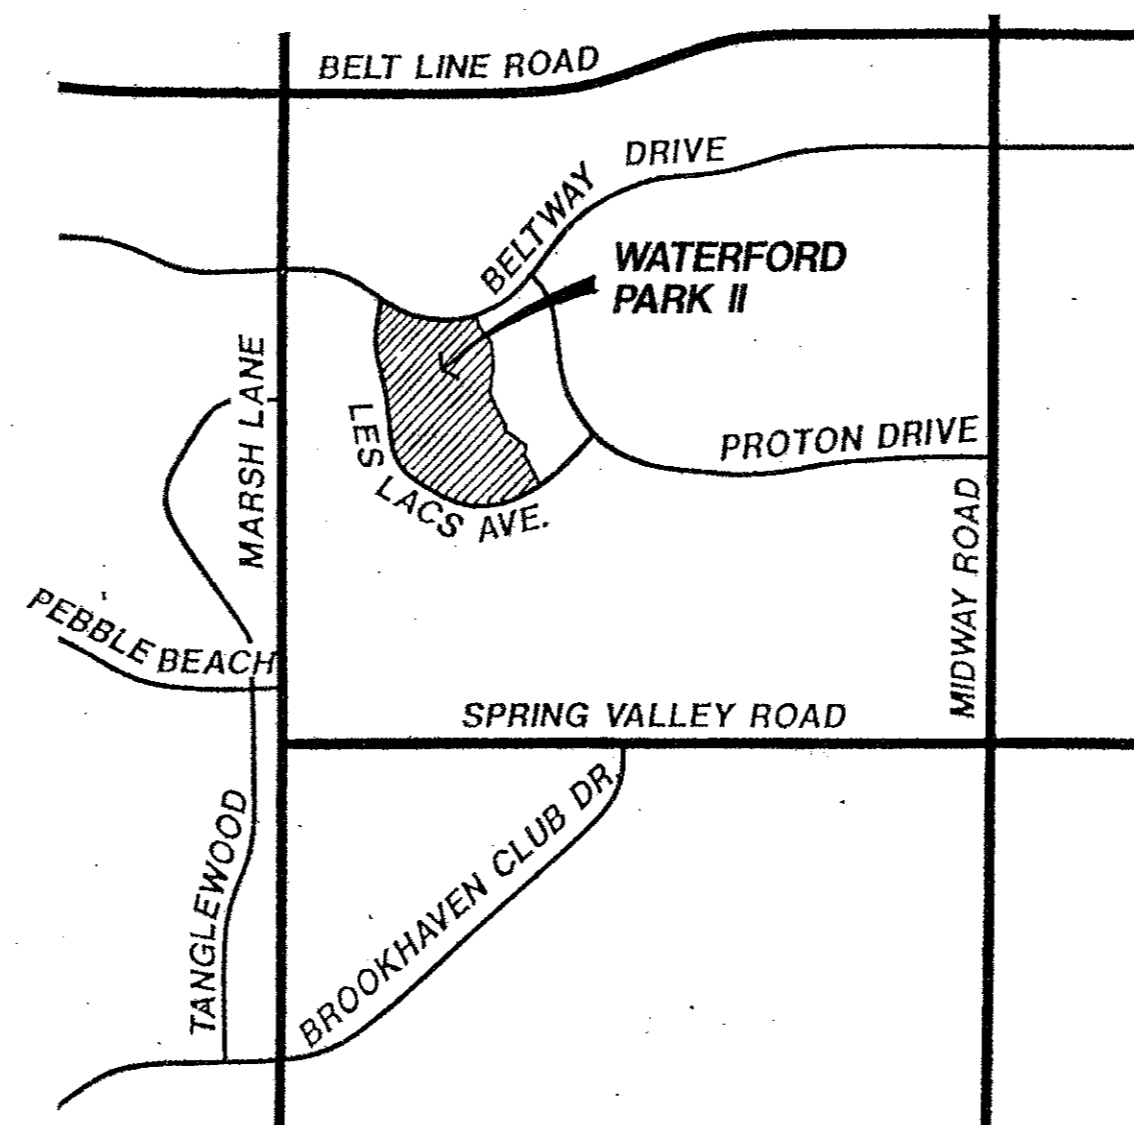 BELT LINE ROAD
BELTWAY DRIVE
WATERFORD
PARK II
MARSH LANE
LES LACS AVE.
PROTON DRIVE
MIDWAY ROAD
PEBBLE BEACH
SPRING VALLEY ROAD
TANGLEWOOD
BROOKHAVEN CLUB DR.